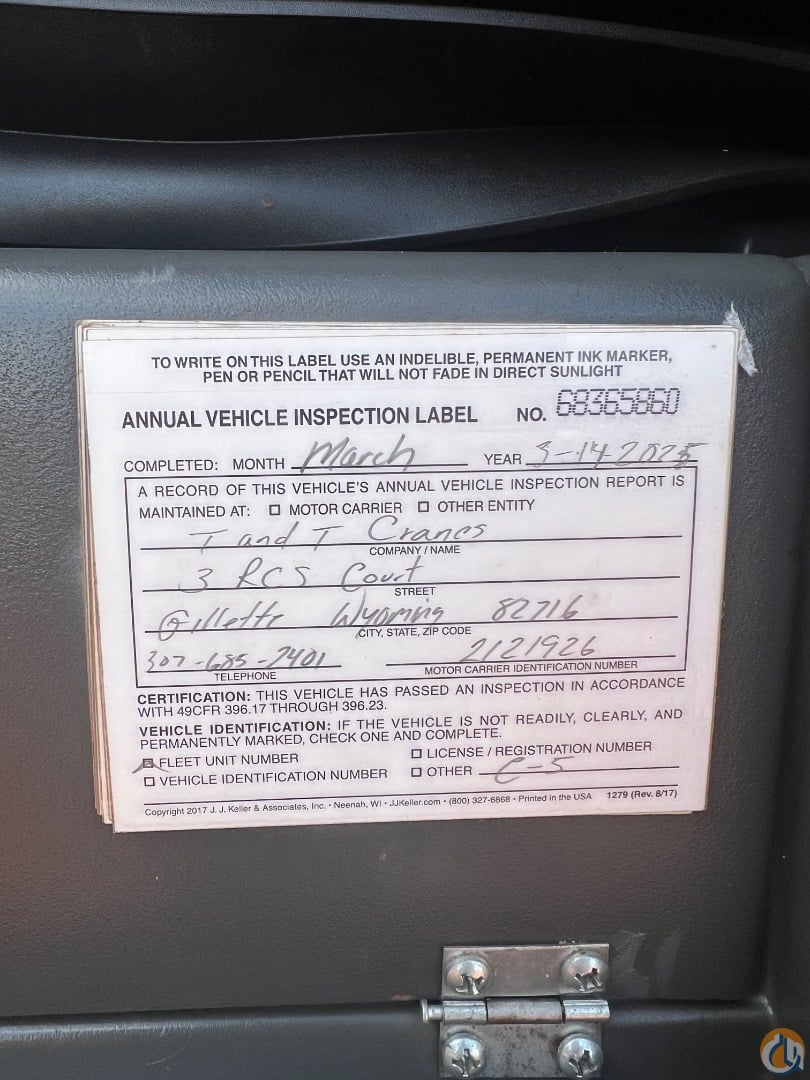 TO WRITE ON THIS LABEL USE AN INDELIBLE, PERMANENT INK MARKER,
PEN OR PENCIL THAT WILL NOT FADE IN DIRECT SUNLIGHT
ANNUAL VEHICLE INSPECTION LABEL NO. 68365860
COMPLETED: MONTH March YEAR 3-14-2025
A RECORD OF THIS VEHICLE'S ANNUAL VEHICLE INSPECTION REPORT IS
MAINTAINED AT: ☐ MOTOR CARRIER ☐ OTHER ENTITY
T and T Cranes
COMPANY / NAME
3 RCS Court
STREET
Gillette Wyoming 82716
CITY, STATE, ZIP CODE
307-685-7401 2121926
TELEPHONE MOTOR CARRIER IDENTIFICATION NUMBER
CERTIFICATION: THIS VEHICLE HAS PASSED AN INSPECTION IN ACCORDANCE
WITH 49CFR 396.17 THROUGH 396.23.
VEHICLE IDENTIFICATION: IF THE VEHICLE IS NOT READILY, CLEARLY, AND
PERMANENTLY MARKED, CHECK ONE AND COMPLETE.
☒ FLEET UNIT NUMBER ☐ LICENSE / REGISTRATION NUMBER
☐ VEHICLE IDENTIFICATION NUMBER ☐ OTHER C-5
Copyright 2017 J. J. Keller & Associates, Inc. • Neenah, WI • JJKeller.com • (800) 327-6868 • Printed in the USA 1279 (Rev. 8/17)